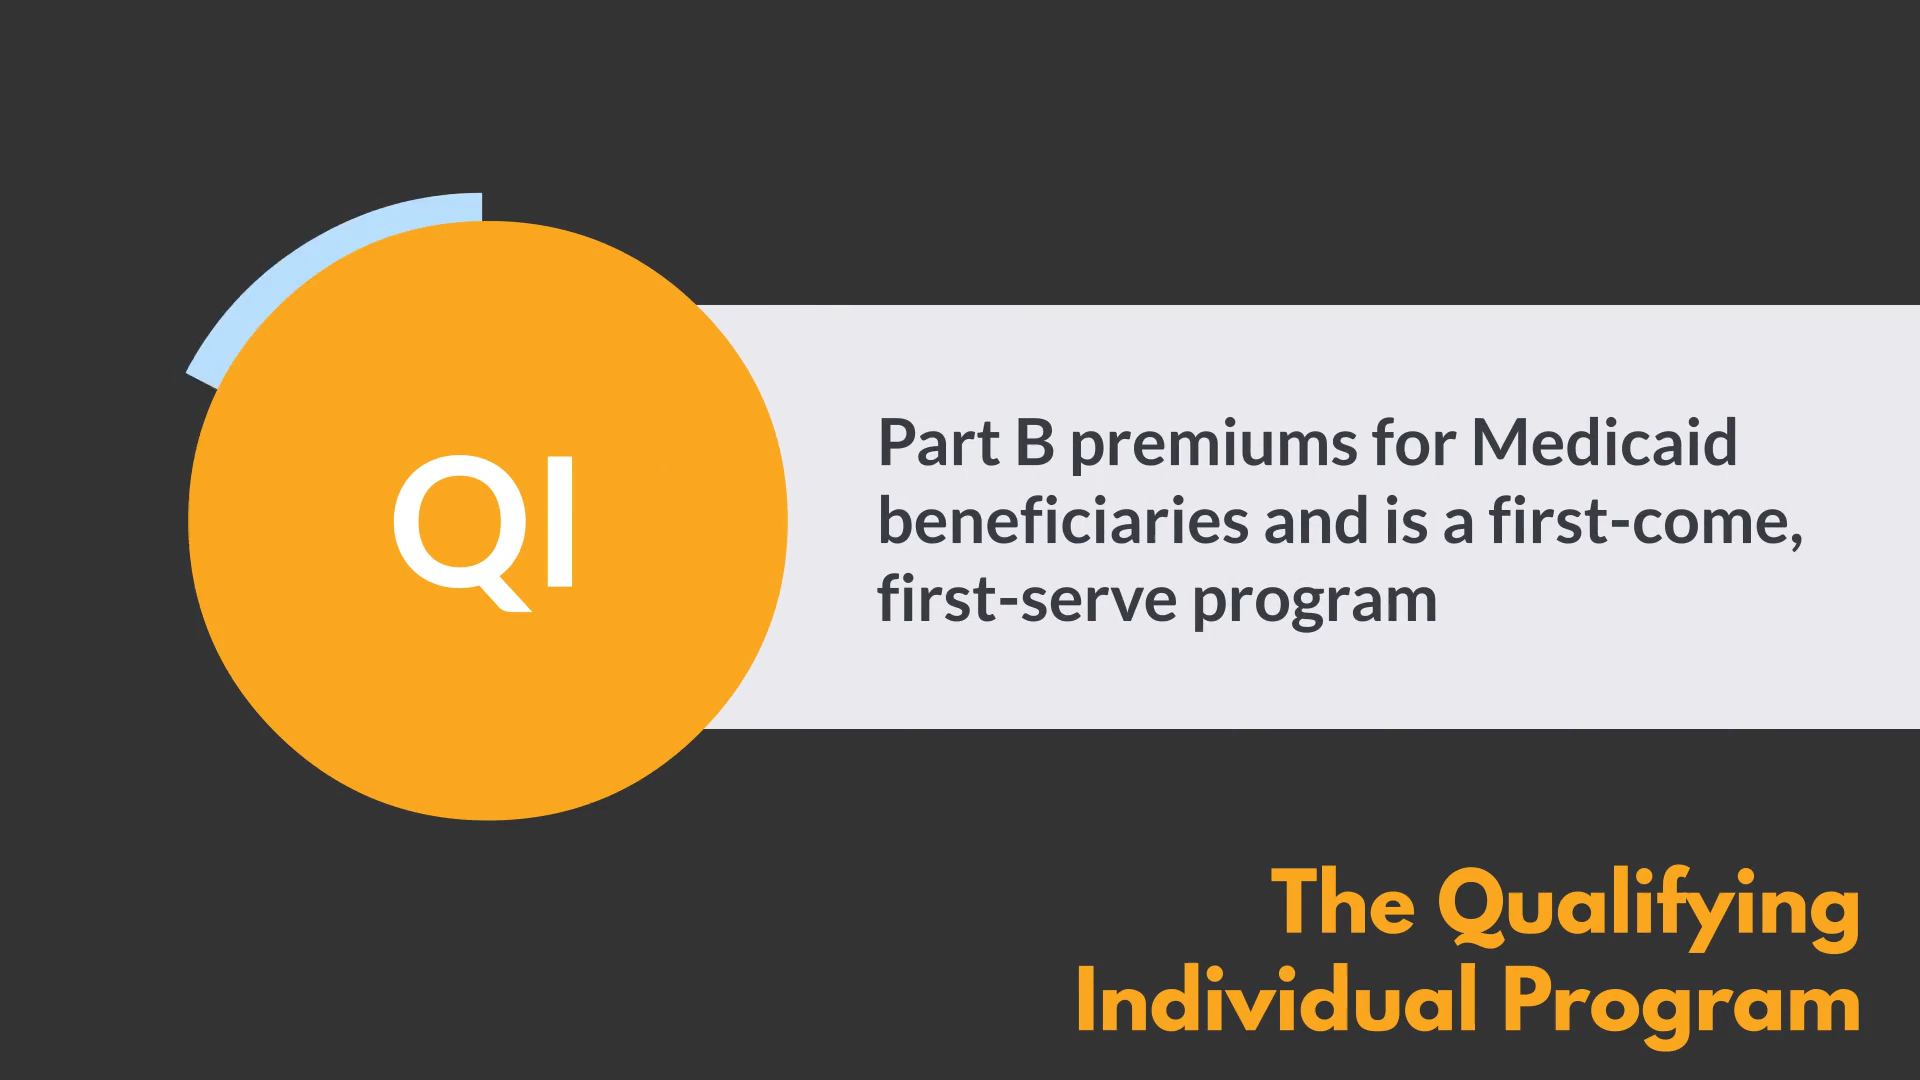 QI
Part B premiums for Medicaid
beneficiaries and is a first-come,
first-serve program
The Qualifying
Individual Program